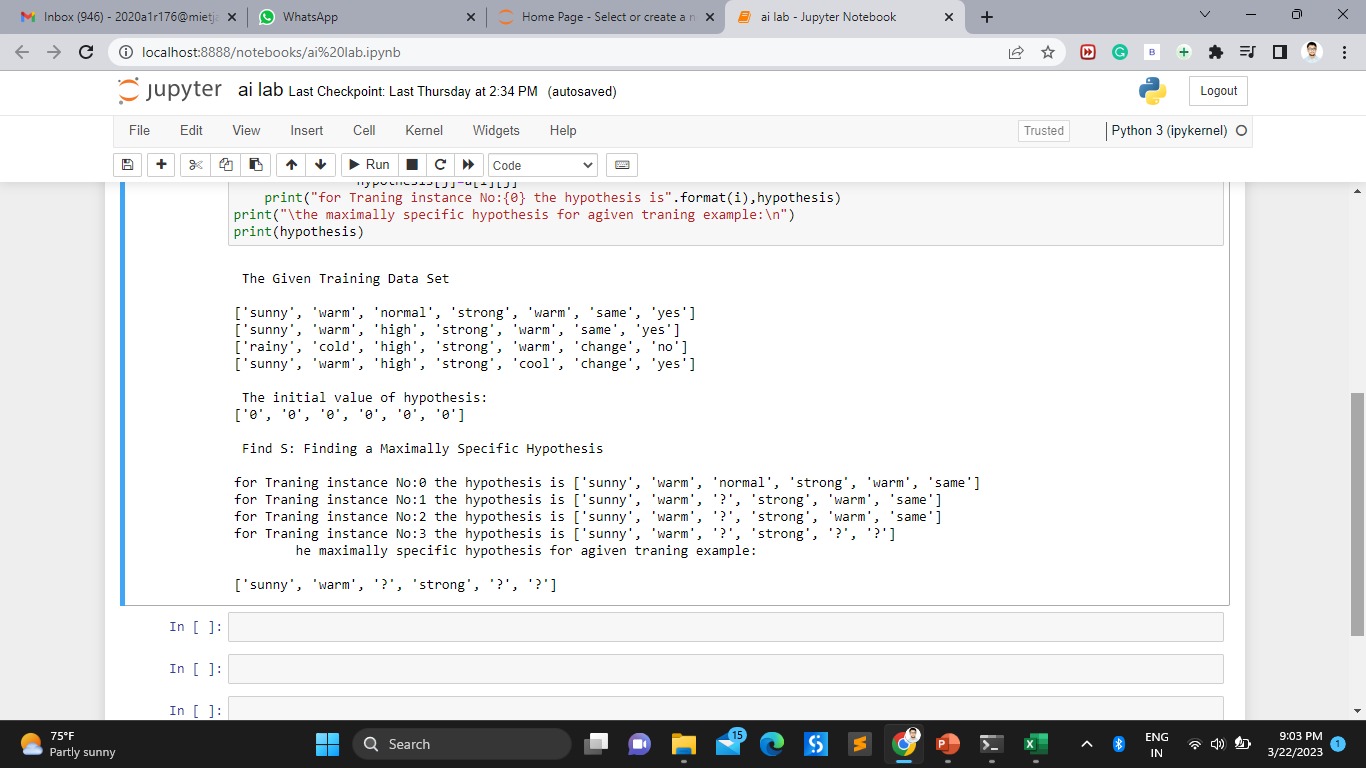 Inbox (946) - 2020a1r176@mietj
WhatsApp
Home Page - Select or create a n
ai lab - Jupyter Notebook
localhost:8888/notebooks/ai%20lab.ipynb
jupyter ai lab Last Checkpoint: Last Thursday at 2:34 PM (autosaved)
Logout
File Edit View Insert Cell Kernel Widgets Help
Trusted
Python 3 (ipykernel)
Run
Code
hypothesis[j]=a[i][j]
print("for Traning instance No:{0} the hypothesis is".format(i),hypothesis)
print("\the maximally specific hypothesis for agiven traning example:\n")
print(hypothesis)
The Given Training Data Set
['sunny', 'warm', 'normal', 'strong', 'warm', 'same', 'yes']
['sunny', 'warm', 'high', 'strong', 'warm', 'same', 'yes']
['rainy', 'cold', 'high', 'strong', 'warm', 'change', 'no']
['sunny', 'warm', 'high', 'strong', 'cool', 'change', 'yes']
The initial value of hypothesis:
['0', '0', '0', '0', '0', '0']
Find S: Finding a Maximally Specific Hypothesis
for Traning instance No:0 the hypothesis is ['sunny', 'warm', 'normal', 'strong', 'warm', 'same']
for Traning instance No:1 the hypothesis is ['sunny', 'warm', '?', 'strong', 'warm', 'same']
for Traning instance No:2 the hypothesis is ['sunny', 'warm', '?', 'strong', 'warm', 'same']
for Traning instance No:3 the hypothesis is ['sunny', 'warm', '?', 'strong', '?', '?']
he maximally specific hypothesis for agiven traning example:
['sunny', 'warm', '?', 'strong', '?', '?']
In [ ]:
In [ ]:
In [ ]:
75°F
Partly sunny
Search
15
ENG
IN
9:03 PM
3/22/2023
1